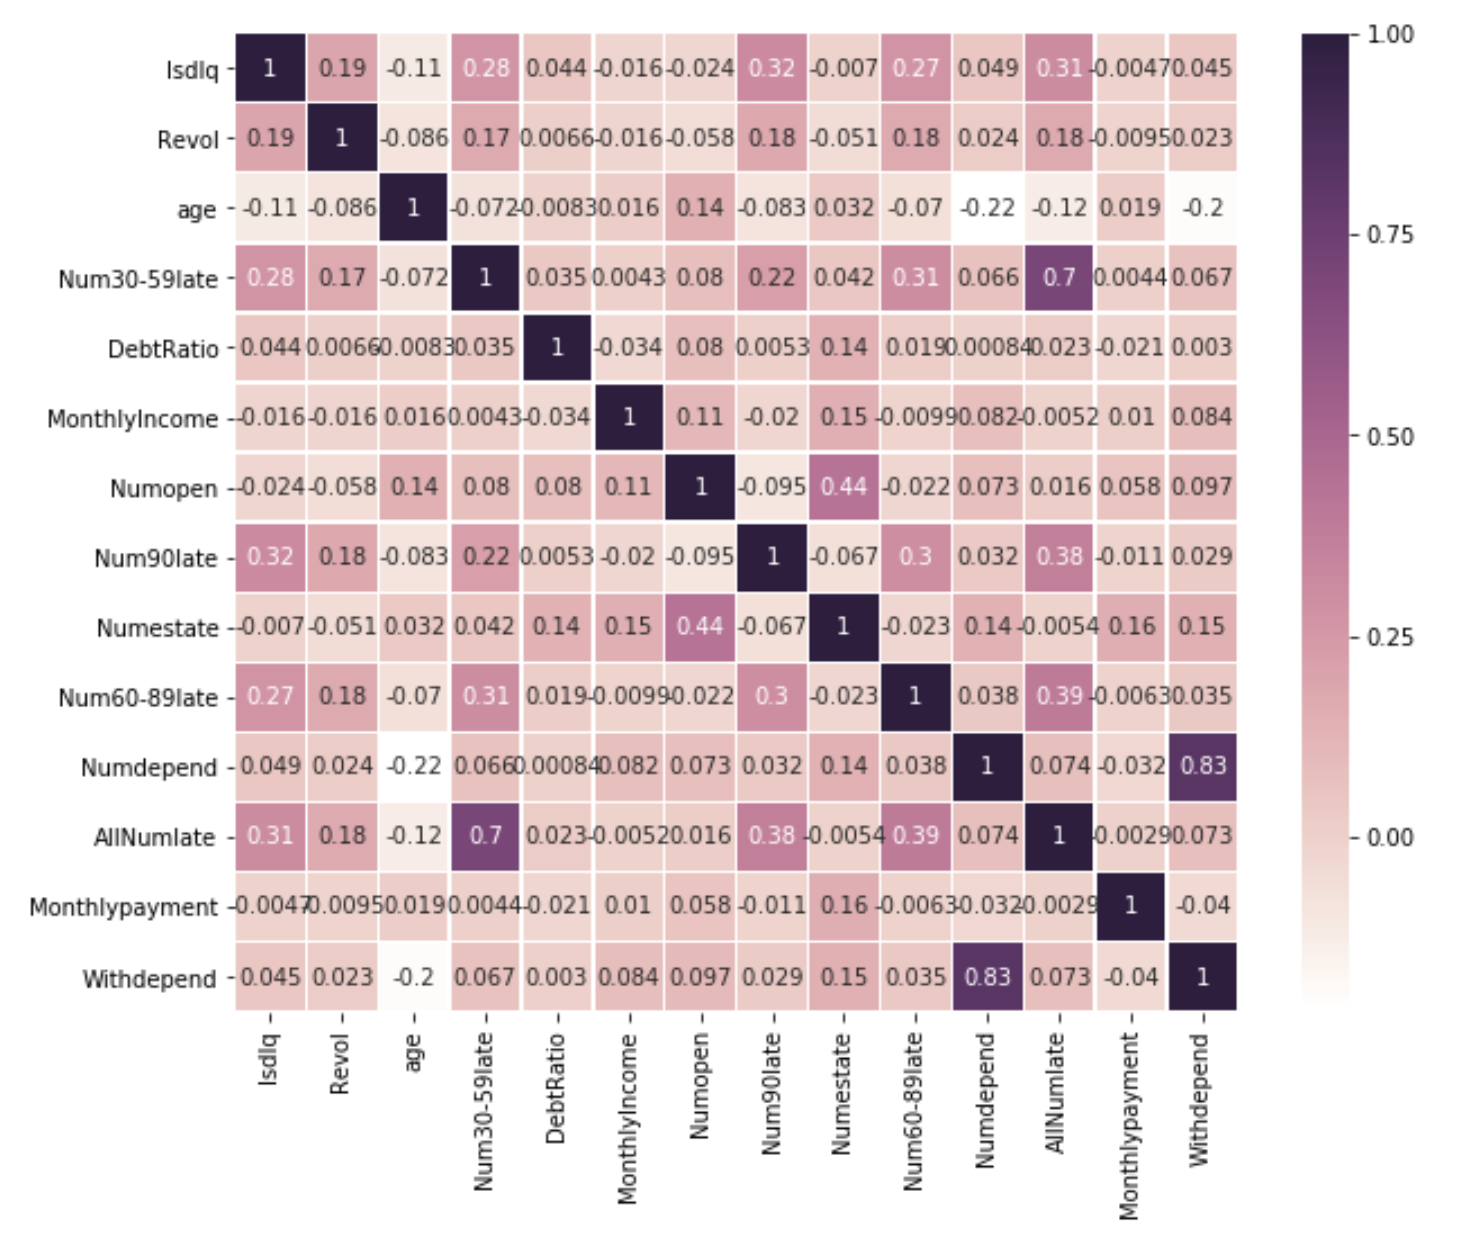 Isdlq 1 0.19 -0.11 0.28 0.044 -0.016 -0.024 0.32 -0.007 0.27 0.049 0.31 -0.0047 0.045
Revol 0.19 1 -0.086 0.17 0.0066 -0.016 -0.058 0.18 -0.051 0.18 0.024 0.18 -0.0095 0.023
age -0.11 -0.086 1 -0.072 -0.0083 0.016 0.14 -0.083 0.032 -0.07 -0.22 -0.12 0.019 -0.2
Num30-59late 0.28 0.17 -0.072 1 0.035 0.0043 0.08 0.22 0.042 0.31 0.066 0.7 0.0044 0.067
DebtRatio 0.044 0.0066 -0.0083 0.035 1 -0.034 0.08 0.0053 0.14 0.019 0.00084 0.023 -0.021 0.003
MonthlyIncome -0.016 -0.016 0.016 0.0043 -0.034 1 0.11 -0.02 0.15 -0.0099 0.082 -0.0052 0.01 0.084
Numopen -0.024 -0.058 0.14 0.08 0.08 0.11 1 -0.095 0.44 -0.022 0.073 0.016 0.058 0.097
Num90late 0.32 0.18 -0.083 0.22 0.0053 -0.02 -0.095 1 -0.067 0.3 0.032 0.38 -0.011 0.029
Numestate -0.007 -0.051 0.032 0.042 0.14 0.15 0.44 -0.067 1 -0.023 0.14 -0.0054 0.16 0.15
Num60-89late 0.27 0.18 -0.07 0.31 0.019 -0.0099 -0.022 0.3 -0.023 1 0.038 0.39 -0.0063 0.035
Numdepend 0.049 0.024 -0.22 0.066 0.00084 0.082 0.073 0.032 0.14 0.038 1 0.074 -0.032 0.83
AllNumlate 0.31 0.18 -0.12 0.7 0.023 -0.0052 0.016 0.38 -0.0054 0.39 0.074 1 -0.0029 0.073
Monthlypayment -0.0047 -0.0095 0.019 0.0044 -0.021 0.01 0.058 -0.011 0.16 -0.0063 -0.032 -0.0029 1 -0.04
Withdepend 0.045 0.023 -0.2 0.067 0.003 0.084 0.097 0.029 0.15 0.035 0.83 0.073 -0.04 1
Isdlq
Revol
age
Num30-59late
DebtRatio
MonthlyIncome
Numopen
Num90late
Numestate
Num60-89late
Numdepend
AllNumlate
Monthlypayment
Withdepend
1.00
0.75
0.50
0.25
0.00